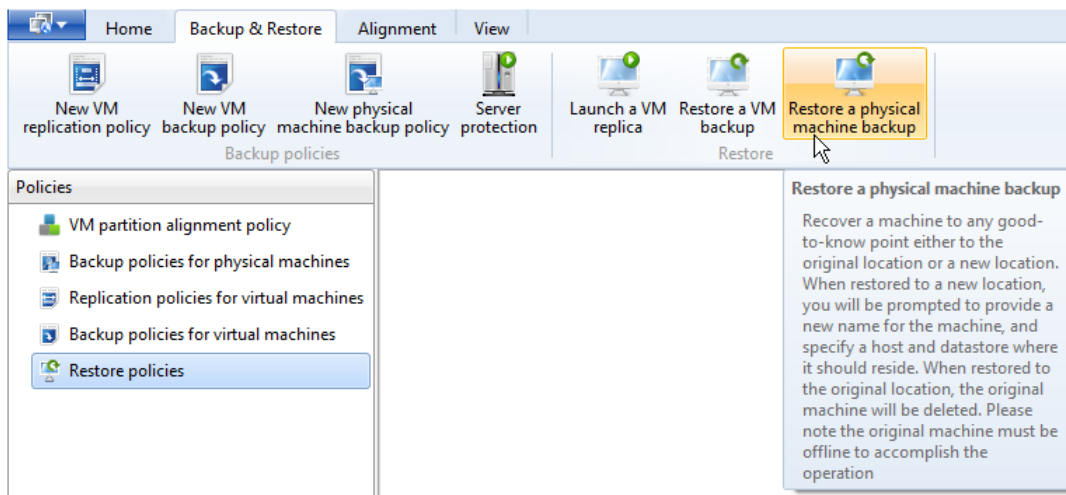 Home Backup & Restore Alignment View
New VM replication policy
New VM backup policy
New physical machine backup policy
Server protection
Backup policies
Launch a VM replica
Restore a VM backup
Restore a physical machine backup
Restore
Policies
VM partition alignment policy
Backup policies for physical machines
Replication policies for virtual machines
Backup policies for virtual machines
Restore policies
Restore a physical machine backup
Recover a machine to any good-
to-know point either to the
original location or a new location.
When restored to a new location,
you will be prompted to provide a
new name for the machine, and
specify a host and datastore where
it should reside. When restored to
the original location, the original
machine will be deleted. Please
note the original machine must be
offline to accomplish the
operation